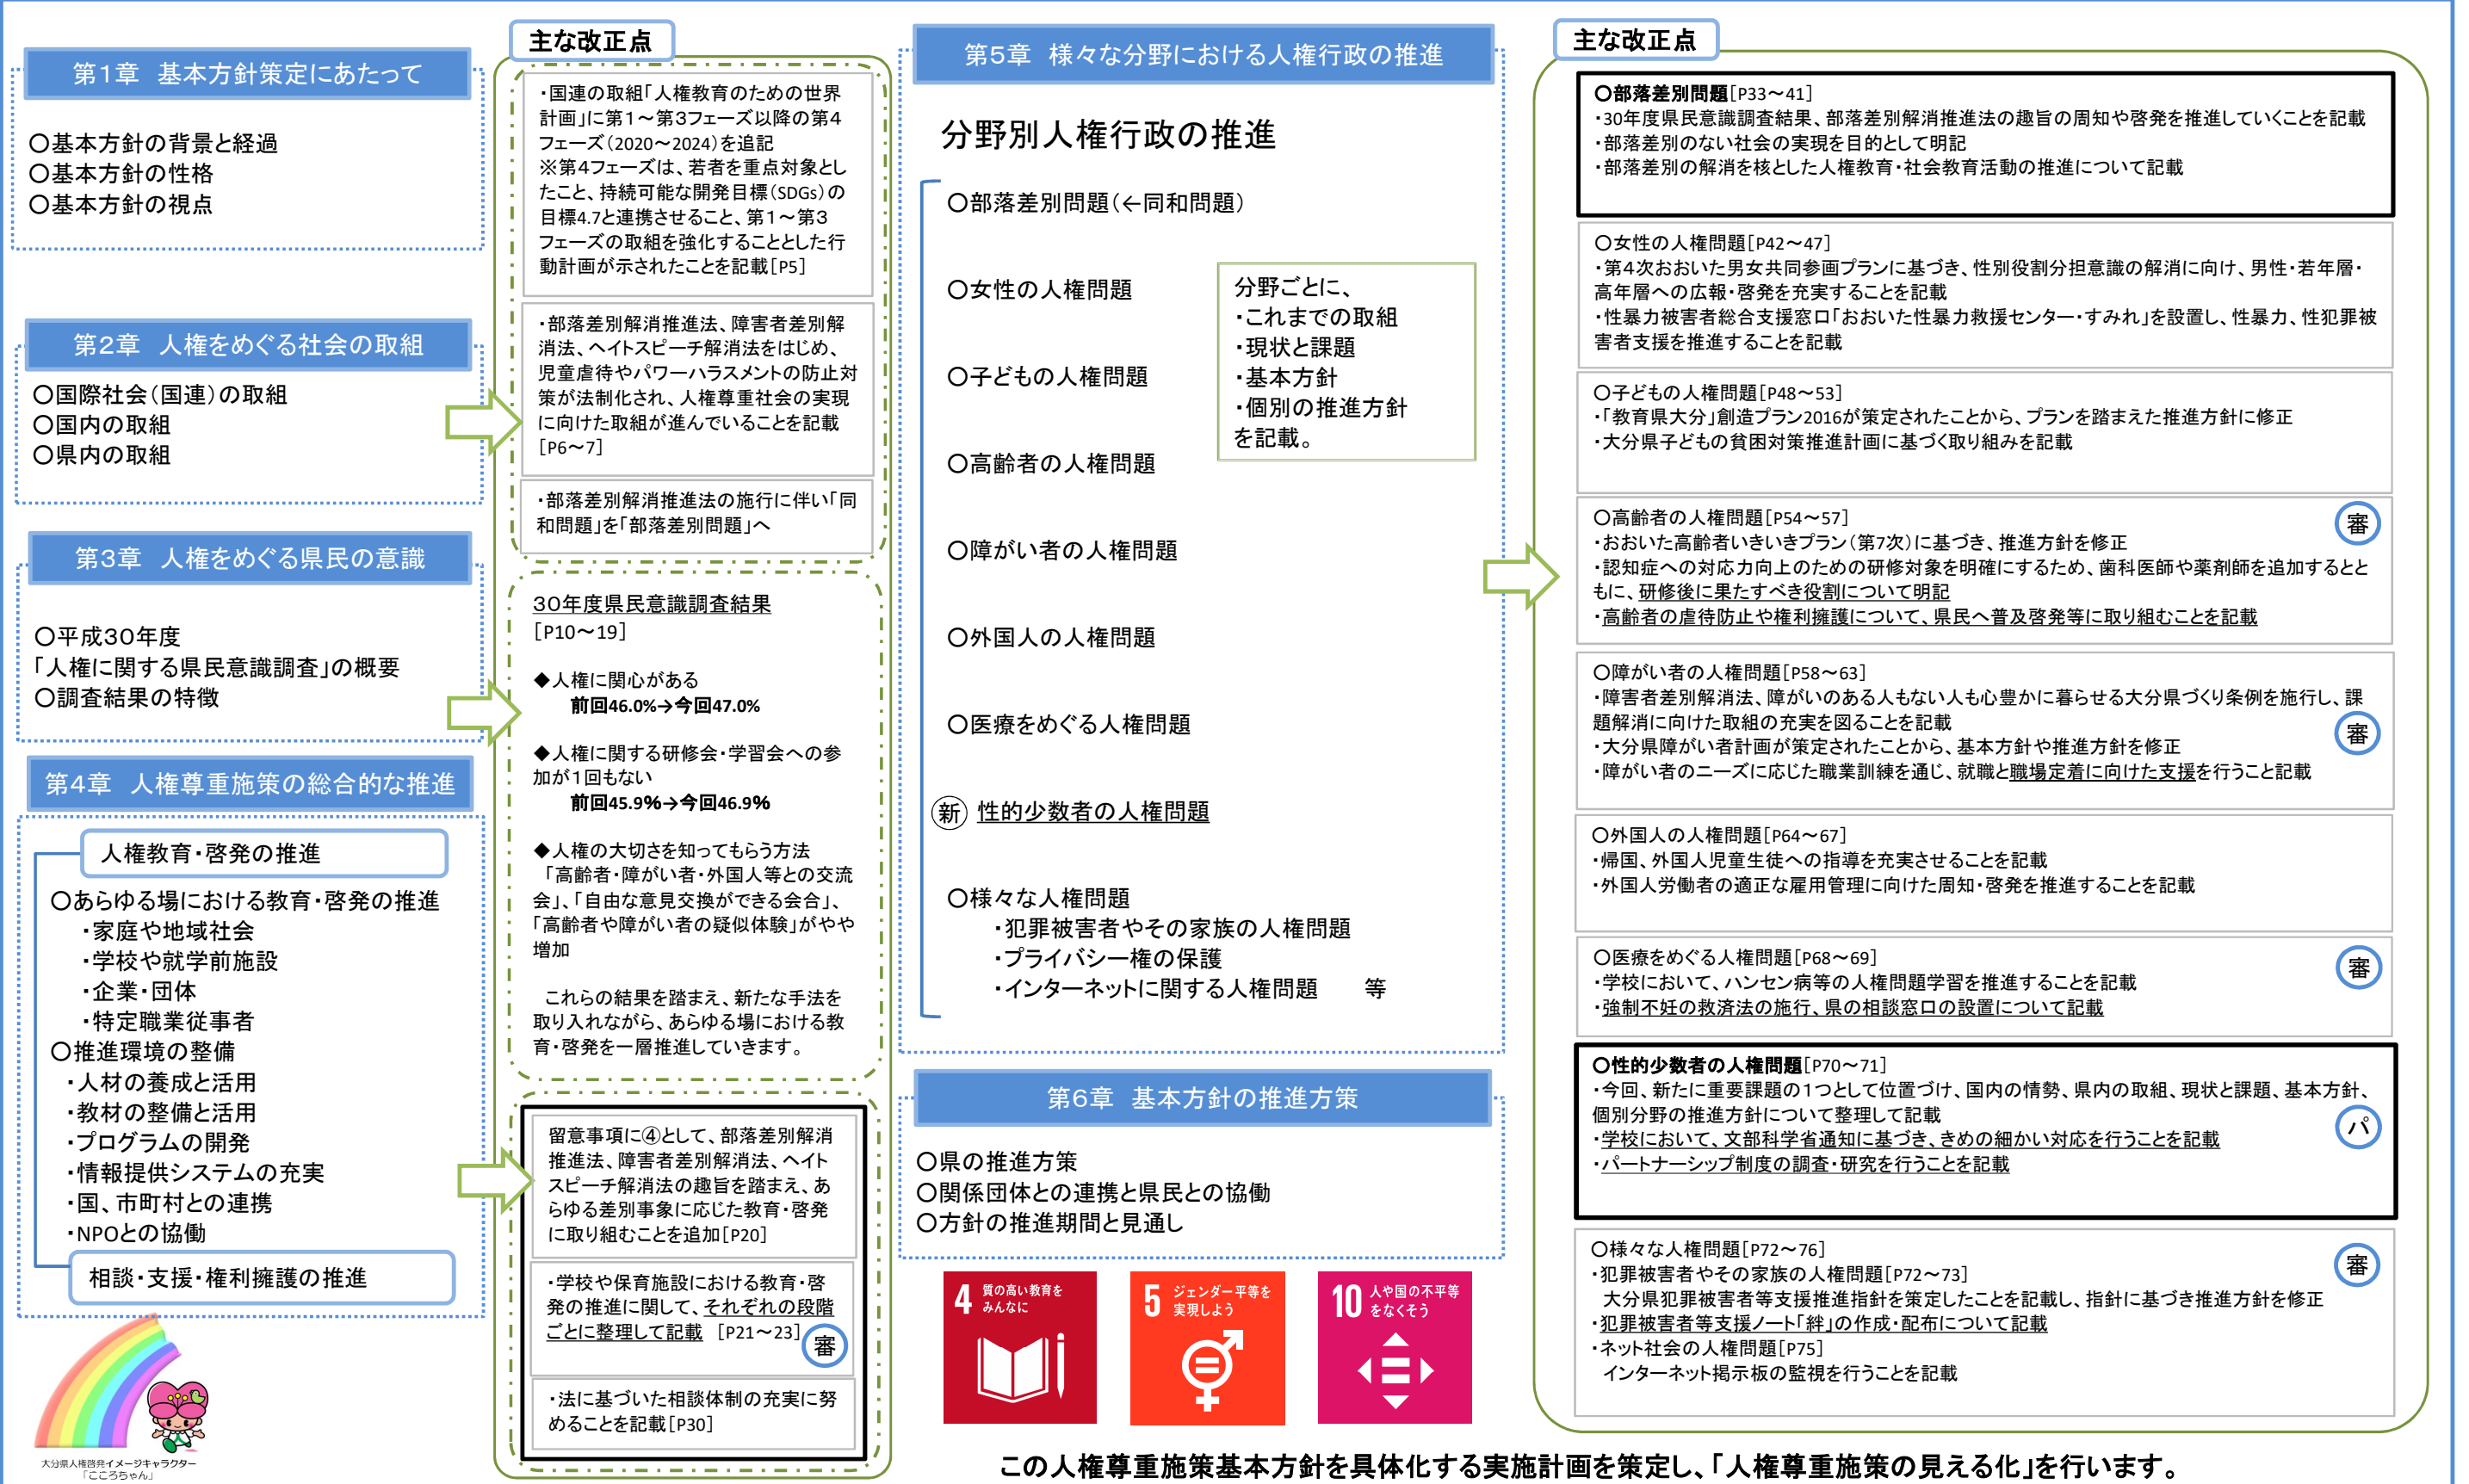 第1章 基本方針策定にあたって
○基本方針の背景と経過
○基本方針の性格
○基本方針の視点
第2章 人権をめぐる社会の取組
○国際社会(国連)の取組
○国内の取組
○県内の取組
第3章 人権をめぐる県民の意識
○平成30年度
「人権に関する県民意識調査」の概要
○調査結果の特徴
第4章 人権尊重施策の総合的な推進
人権教育・啓発の推進
○あらゆる場における教育・啓発の推進
・家庭や地域社会
・学校や就学前施設
・企業・団体
・特定職業従事者
○推進環境の整備
・人材の養成と活用
・教材の整備と活用
・プログラムの開発
・情報提供システムの充実
・国、市町村との連携
・NPOとの協働
相談・支援・権利擁護の推進
大分県人権啓発イメージキャラクター
「こころちゃん」
主な改正点
・国連の取組「人権教育のための世界
計画」に第1～第3フェーズ以降の第4
フェーズ(2020～2024)を追記
※第4フェーズは、若者を重点対象とし
たこと、持続可能な開発目標(SDGs)の
目標4.7と連携させること、第1～第3
フェーズの取組を強化することとした行
動計画が示されたことを記載[P5]
・部落差別解消推進法、障害者差別解
消法、ヘイトスピーチ解消法をはじめ、
児童虐待やパワーハラスメントの防止対
策が法制化され、人権尊重社会の実現
に向けた取組が進んでいることを記載
[P6～7]
・部落差別解消推進法の施行に伴い「同
和問題」を「部落差別問題」へ
30年度県民意識調査結果
[P10～19]
◆人権に関心がある
前回46.0%→今回47.0%
◆人権に関する研修会・学習会への参
加が1回もない
前回45.9%→今回46.9%
◆人権の大切さを知ってもらう方法
「高齢者・障がい者・外国人等との交流
会」、「自由な意見交換ができる会合」、
「高齢者や障がい者の疑似体験」がやや
増加
これらの結果を踏まえ、新たな手法を
取り入れながら、あらゆる場における教
育・啓発を一層推進していきます。
留意事項に④として、部落差別解消
推進法、障害者差別解消法、ヘイト
スピーチ解消法の趣旨を踏まえ、あ
らゆる差別事象に応じた教育・啓発
に取り組むことを追加[P20]
・学校や保育施設における教育・啓
発の推進に関して、それぞれの段階
ごとに整理して記載 [P21～23]
審
・法に基づいた相談体制の充実に努
めることを記載[P30]
第5章 様々な分野における人権行政の推進
分野別人権行政の推進
○部落差別問題(←同和問題)
○女性の人権問題
○子どもの人権問題
○高齢者の人権問題
○障がい者の人権問題
○外国人の人権問題
○医療をめぐる人権問題
新 性的少数者の人権問題
○様々な人権問題
・犯罪被害者やその家族の人権問題
・プライバシー権の保護
・インターネットに関する人権問題 等
分野ごとに、
・これまでの取組
・現状と課題
・基本方針
・個別の推進方針
を記載。
第6章 基本方針の推進方策
○県の推進方策
○関係団体との連携と県民との協働
○方針の推進期間と見通し
4 質の高い教育を
みんなに
5 ジェンダー平等を
実現しよう
10 人や国の不平等
をなくそう
主な改正点
○部落差別問題[P33～41]
・30年度県民意識調査結果、部落差別解消推進法の趣旨の周知や啓発を推進していくことを記載
・部落差別のない社会の実現を目的として明記
・部落差別の解消を核とした人権教育・社会教育活動の推進について記載
○女性の人権問題[P42～47]
・第4次おおいた男女共同参画プランに基づき、性別役割分担意識の解消に向け、男性・若年層・
高年層への広報・啓発を充実することを記載
・性暴力被害者総合支援窓口「おおいた性暴力救援センター・すみれ」を設置し、性暴力、性犯罪被
害者支援を推進することを記載
○子どもの人権問題[P48～53]
・「教育県大分」創造プラン2016が策定されたことから、プランを踏まえた推進方針に修正
・大分県子どもの貧困対策推進計画に基づく取り組みを記載
○高齢者の人権問題[P54～57]
審
・おおいた高齢者いきいきプラン(第7次)に基づき、推進方針を修正
・認知症への対応力向上のための研修対象を明確にするため、歯科医師や薬剤師を追加するとと
もに、研修後に果たすべき役割について明記
・高齢者の虐待防止や権利擁護について、県民へ普及啓発等に取り組むことを記載
○障がい者の人権問題[P58～63]
・障害者差別解消法、障がいのある人もない人も心豊かに暮らせる大分県づくり条例を施行し、課
題解消に向けた取組の充実を図ることを記載
審
・大分県障がい者計画が策定されたことから、基本方針や推進方針を修正
・障がい者のニーズに応じた職業訓練を通じ、就職と職場定着に向けた支援を行うこと記載
○外国人の人権問題[P64～67]
・帰国、外国人児童生徒への指導を充実させることを記載
・外国人労働者の適正な雇用管理に向けた周知・啓発を推進することを記載
○医療をめぐる人権問題[P68～69]
審
・学校において、ハンセン病等の人権問題学習を推進することを記載
・強制不妊の救済法の施行、県の相談窓口の設置について記載
○性的少数者の人権問題[P70～71]
・今回、新たに重要課題の1つとして位置づけ、国内の情勢、県内の取組、現状と課題、基本方針、
個別分野の推進方針について整理して記載
パ
・学校において、文部科学省通知に基づき、きめの細かい対応を行うことを記載
・パートナーシップ制度の調査・研究を行うことを記載
○様々な人権問題[P72～76]
審
・犯罪被害者やその家族の人権問題[P72～73]
大分県犯罪被害者等支援推進指針を策定したことを記載し、指針に基づき推進方針を修正
・犯罪被害者等支援ノート「絆」の作成・配布について記載
・ネット社会の人権問題[P75]
インターネット掲示板の監視を行うことを記載
この人権尊重施策基本方針を具体化する実施計画を策定し、「人権尊重施策の見える化」を行います。